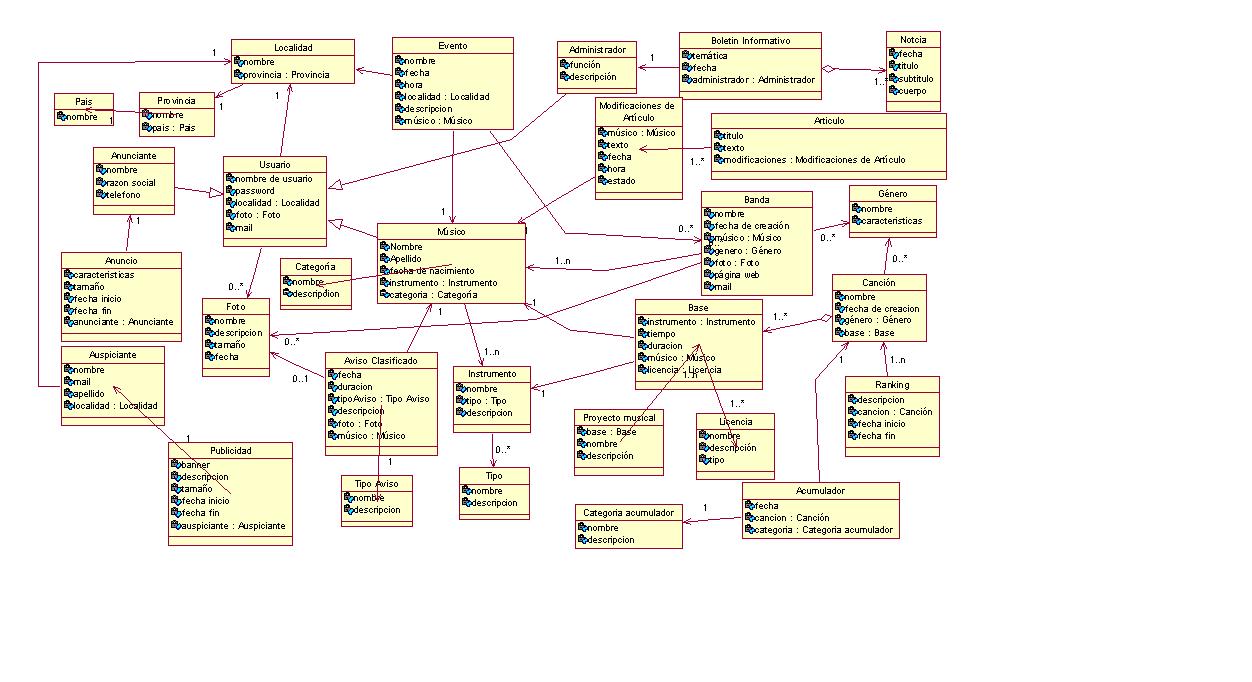 Localidad
nombre
provincia : Provincia
1
Evento
nombre
fecha
hora
localidad : Localidad
descripcion
músico : Músico
Administrador
función
descripción
1
Boletin Informativo
temática
fecha
administrador : Administrador
Notcia
fecha
titulo
subtitulo
cuerpo
1..
Pais
nombre
1
Provincia
nombre
pais : Pais
1
1
Modificaciones de
Artículo
músico : Músico
texto
fecha
hora
estado
1..*
Articulo
titulo
texto
modificaciones : Modificaciones de Artículo
Anunciante
nombre
razon social
telefono
1
Usuario
nombre de usuario
password
localidad : Localidad
foto : Foto
mail
Músico
Nombre
Apellido
fecha de nacimiento
instrumento : Instrumento
categoria : Categoría
1
1
Banda
nombre
fecha de creación
músico : Músico
genero : Género
foto : Foto
página web
mail
0..*
1..n
0..*
Género
nombre
caracteristicas
0..*
Anuncio
caracteristicas
tamaño
fecha inicio
fecha fin
anunciante : Anunciante
Categoría
nombre
descripcion
Canción
nombre
fecha de creacion
género : Género
base : Base
1..*
Foto
nombre
descripcion
tamaño
fecha
0..*
0..*
0..1
Base
instrumento : Instrumento
tiempo
duracion
músico : Músico
licencia : Licencia
1..n
1
1
Auspiciante
nombre
mail
apellido
localidad : Localidad
1
Aviso Clasificado
fecha
duracion
tipoAviso : Tipo Aviso
descripcion
foto : Foto
músico : Músico
1
1
Instrumento
nombre
tipo : Tipo
descripcion
1..n
0..*
Ranking
descripcion
cancion : Canción
fecha inicio
fecha fin
1
1..n
Proyecto musical
base : Base
nombre
descripción
Licencia
nombre
descripción
tipo
1..*
Publicidad
banner
descripcion
tamaño
fecha inicio
fecha fin
auspiciante : Auspiciante
Tipo Aviso
nombre
descripcion
Tipo
nombre
descripcion
Categoria acumulador
nombre
descripcion
1
Acumulador
fecha
cancion : Canción
categoria : Categoria acumulador